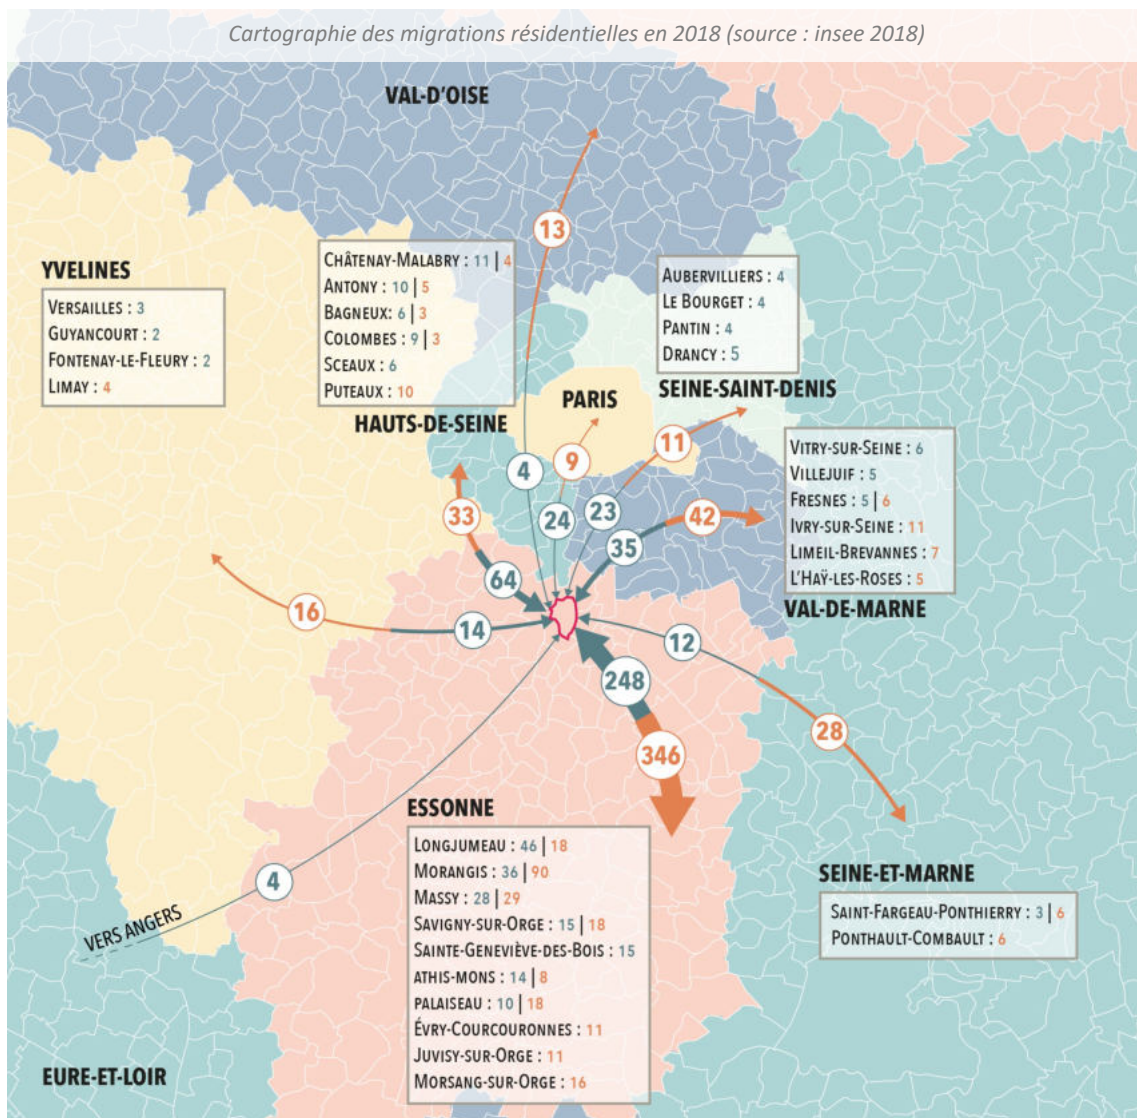 Cartographie des migrations résidentielles en 2018 (source : insee 2018)
VAL-D'OISE
13
YVELINES
VERSAILLES : 3
GUYANCOURT : 2
FONTENAY-LE-FLEURY : 2
LIMAY : 4
CHÂTENAY-MALABRY : 11 | 4
ANTONY : 10 | 5
BAGNEUX: 6 | 3
COLOMBES : 9 | 3
SCEAUX : 6
PUTEAUX : 10
HAUTS-DE-SEINE
AUBERVILLIERS : 4
LE BOURGET : 4
PANTIN : 4
DRANCY : 5
SEINE-SAINT-DENIS
PARIS
VITRY-SUR-SEINE : 6
VILLEJUIF : 5
FRESNES : 5 | 6
IVRY-SUR-SEINE : 11
LIMEIL-BREVANNES : 7
L'HAŸ-LES-ROSES : 5
VAL-DE-MARNE
4
9
11
33
24
23
42
35
64
16
14
12
248
28
346
4
VERS ANGERS
ESSONNE
LONGJUMEAU : 46 | 18
MORANGIS : 36 | 90
MASSY : 28 | 29
SAVIGNY-SUR-ORGE : 15 | 18
SAINTE-GENEVIÈVE-DES-BOIS : 15
ATHIS-MONS : 14 | 8
PALAISEAU : 10 | 18
ÉVRY-COURCOURONNES : 11
JUVISY-SUR-ORGE : 11
MORSANG-SUR-ORGE : 16
SEINE-ET-MARNE
SAINT-FARGEAU-PONTHIERRY : 3 | 6
PONTHAULT-COMBAULT : 6
EURE-ET-LOIR